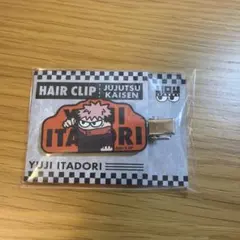 HAIR CLIP
JUJUTSU
KAISEN
YUJI
ITADORI
YUJI ITADORI